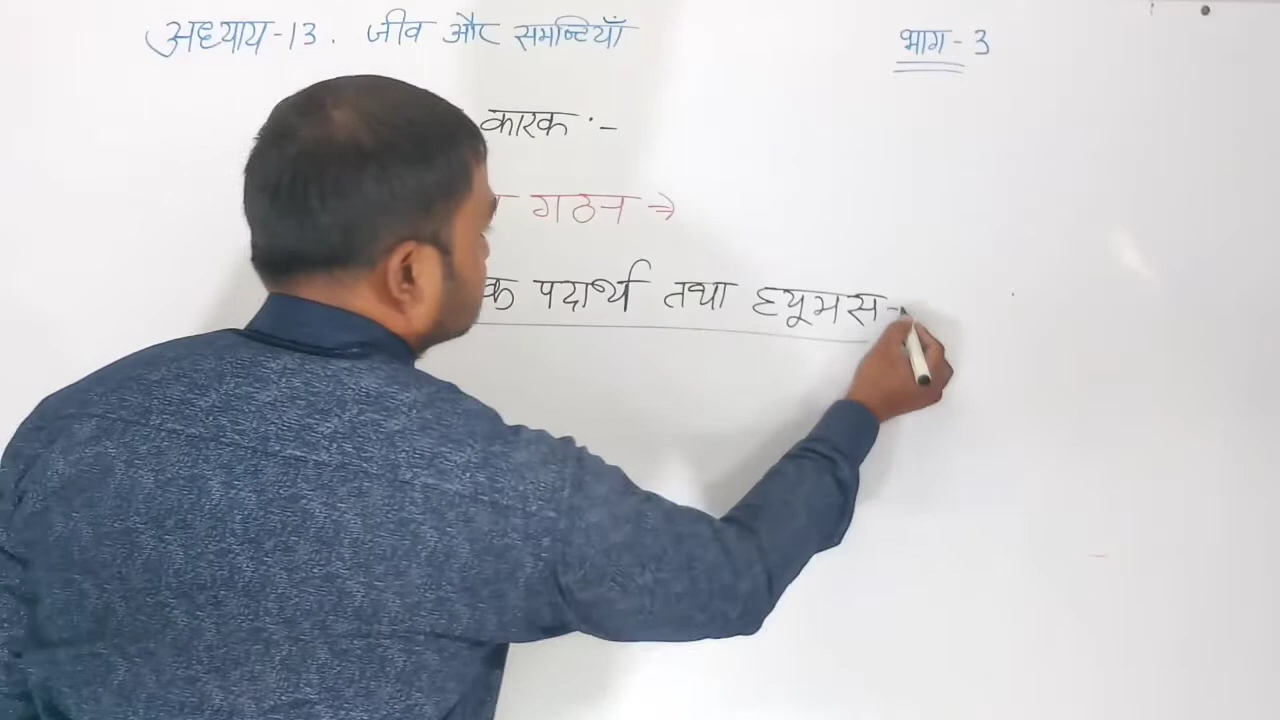 अध्याय-13. जीव और समष्टियाँ
भाग-3
कारक :-
गठन →
पदार्थ तथा ह्यूमस-